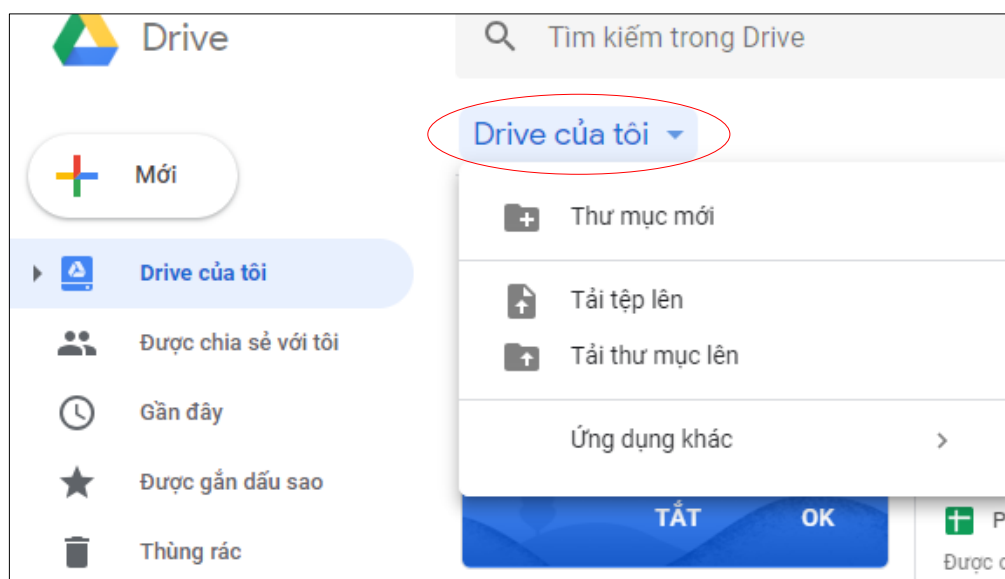 Drive
Tìm kiếm trong Drive
Drive của tôi
Mới
Thư mục mới
Drive của tôi
Tải tệp lên
Được chia sẻ với tôi
Tải thư mục lên
Gần đây
Ứng dụng khác
Được gắn dấu sao
TẮT OK
P
Thùng rác
Được